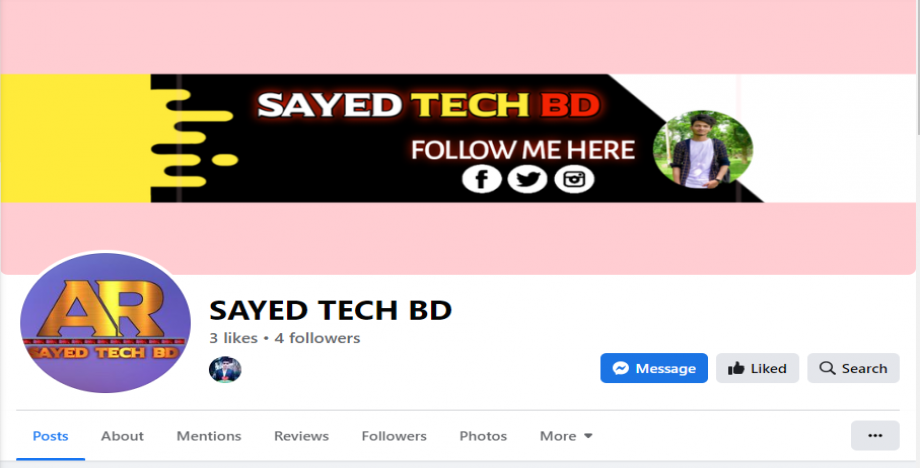 SAYED TECH BD
FOLLOW ME HERE
AR
SAYED TECH BD
SAYED TECH BD
3 likes • 4 followers
Message
Liked
Search
Posts
About
Mentions
Reviews
Followers
Photos
More